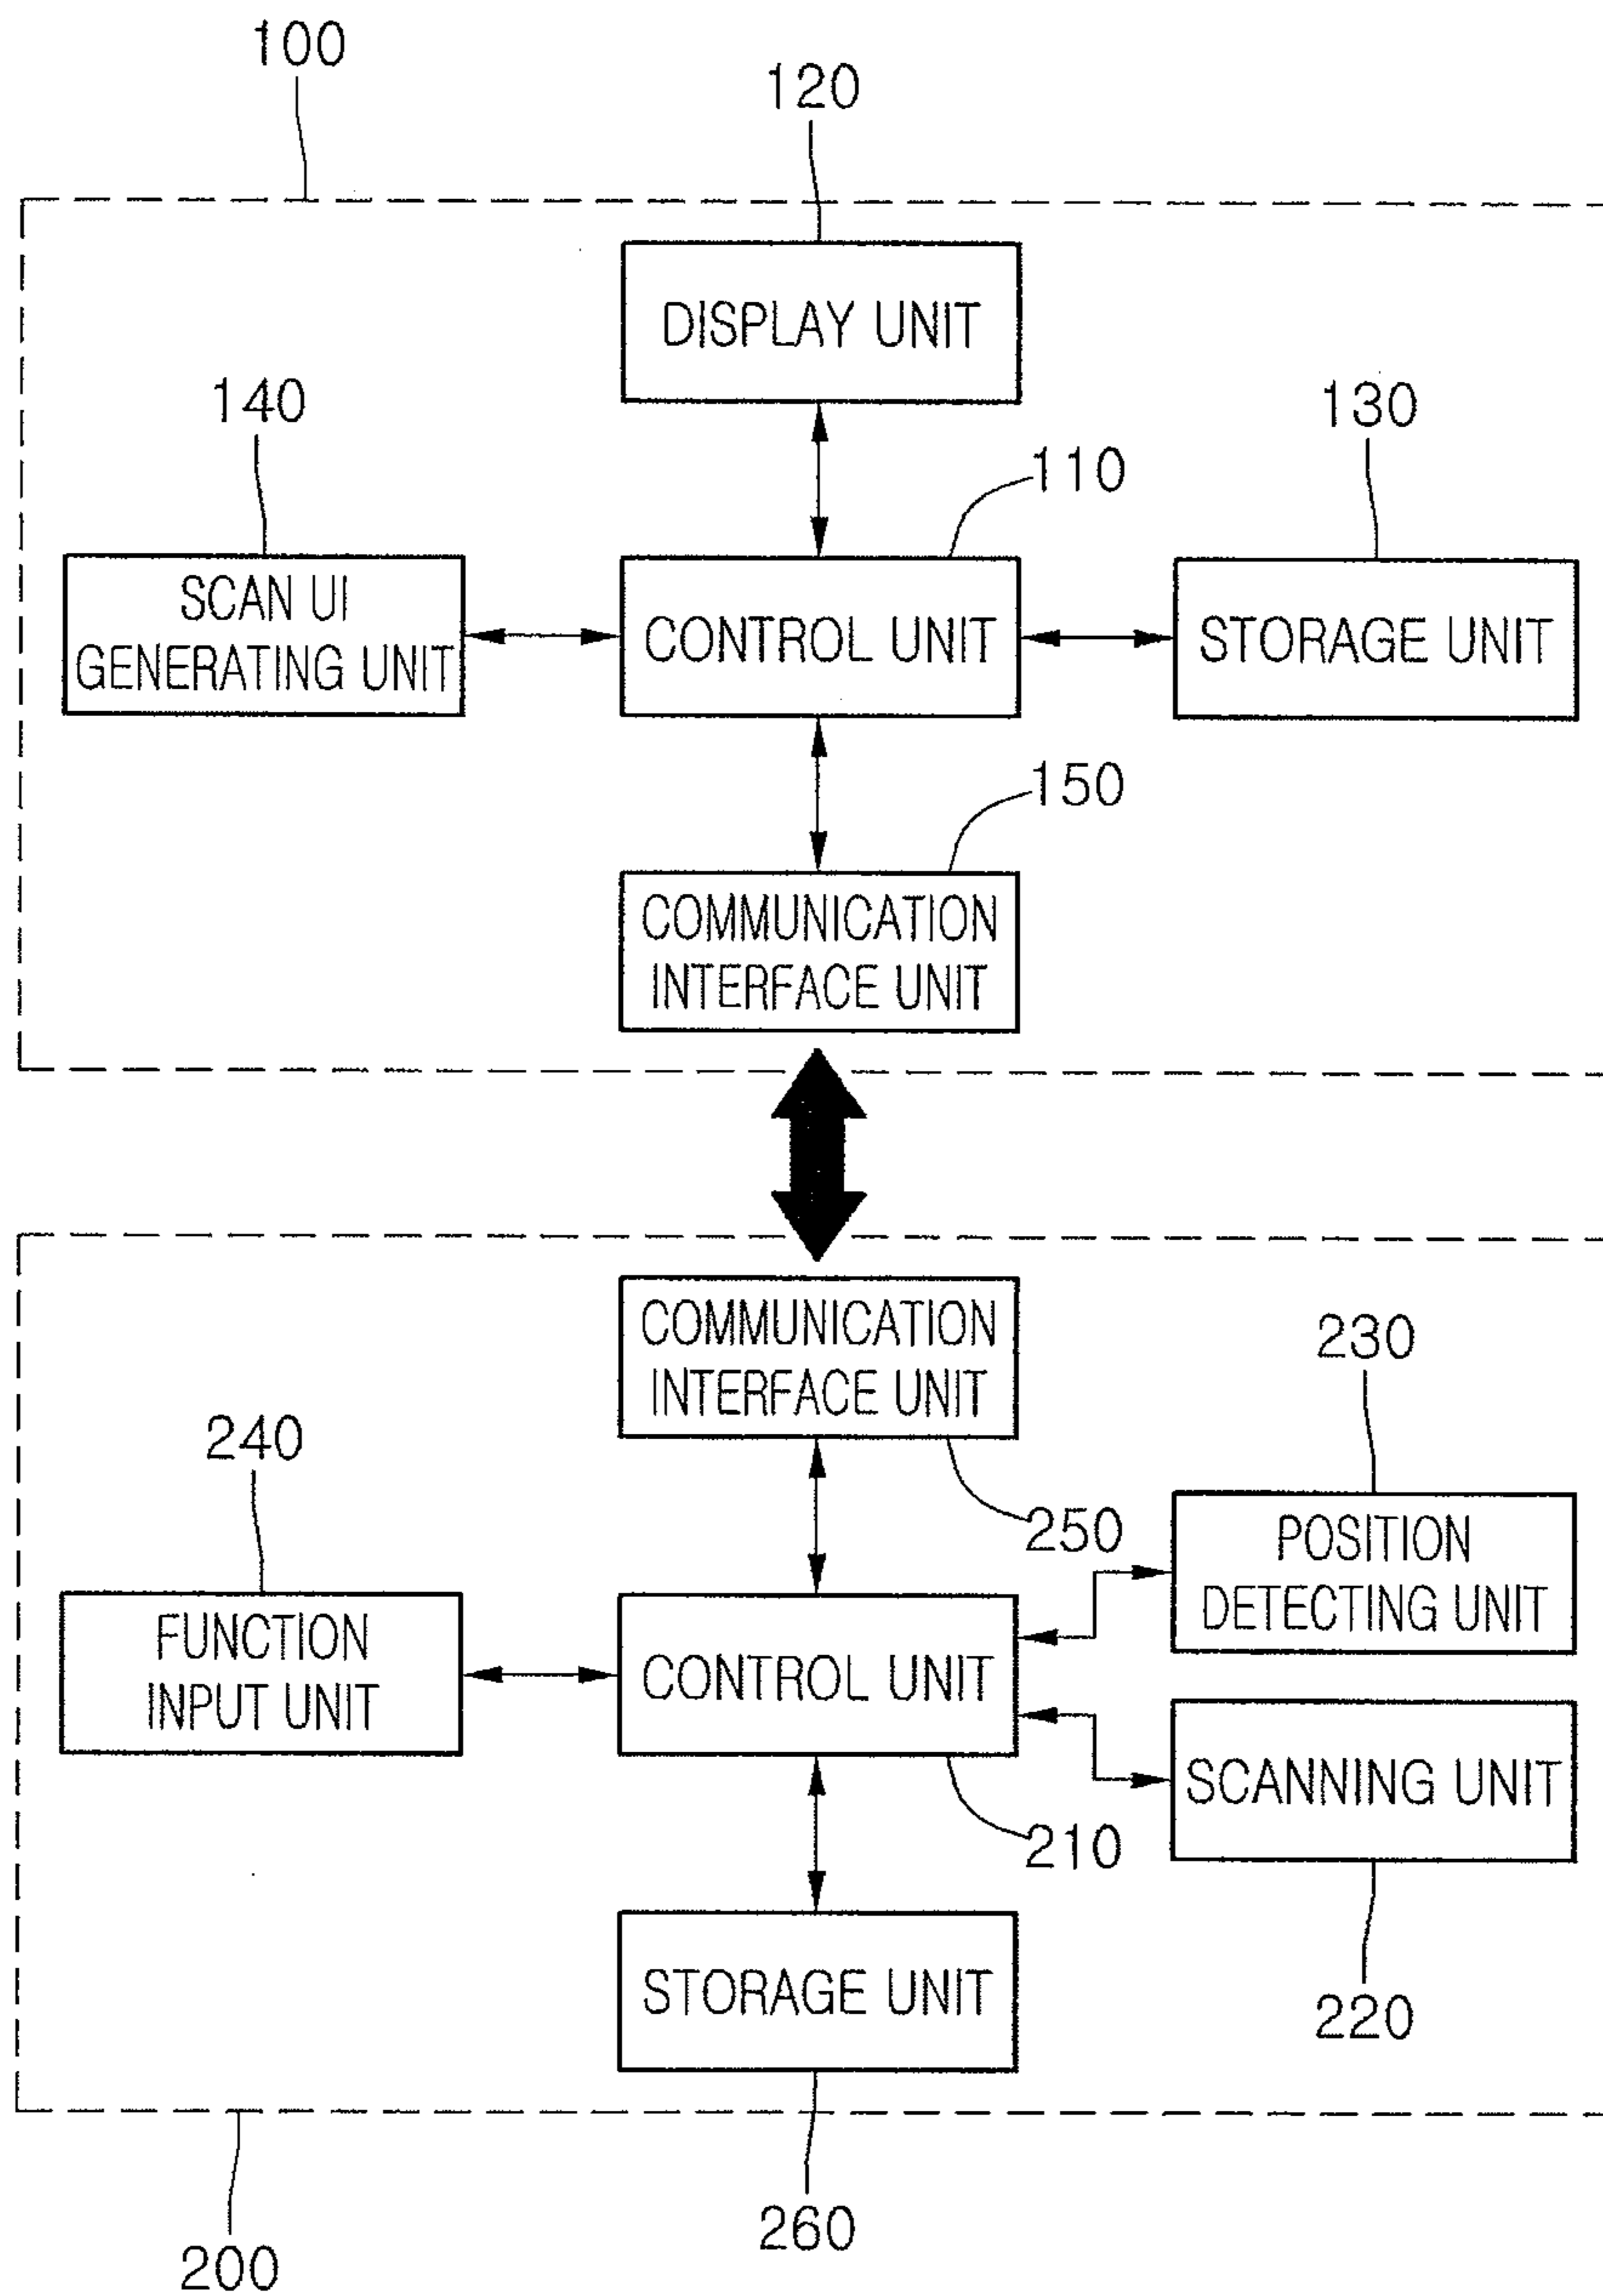 100
120
DISPLAY UNIT
140
130
110
SCAN UI
GENERATING UNIT
CONTROL UNIT
STORAGE UNIT
150
COMMUNICATION
INTERFACE UNIT
COMMUNICATION
INTERFACE UNIT
230
240
250
POSITION
DETECTING UNIT
FUNCTION
INPUT UNIT
CONTROL UNIT
SCANNING UNIT
210
STORAGE UNIT
220
260
200